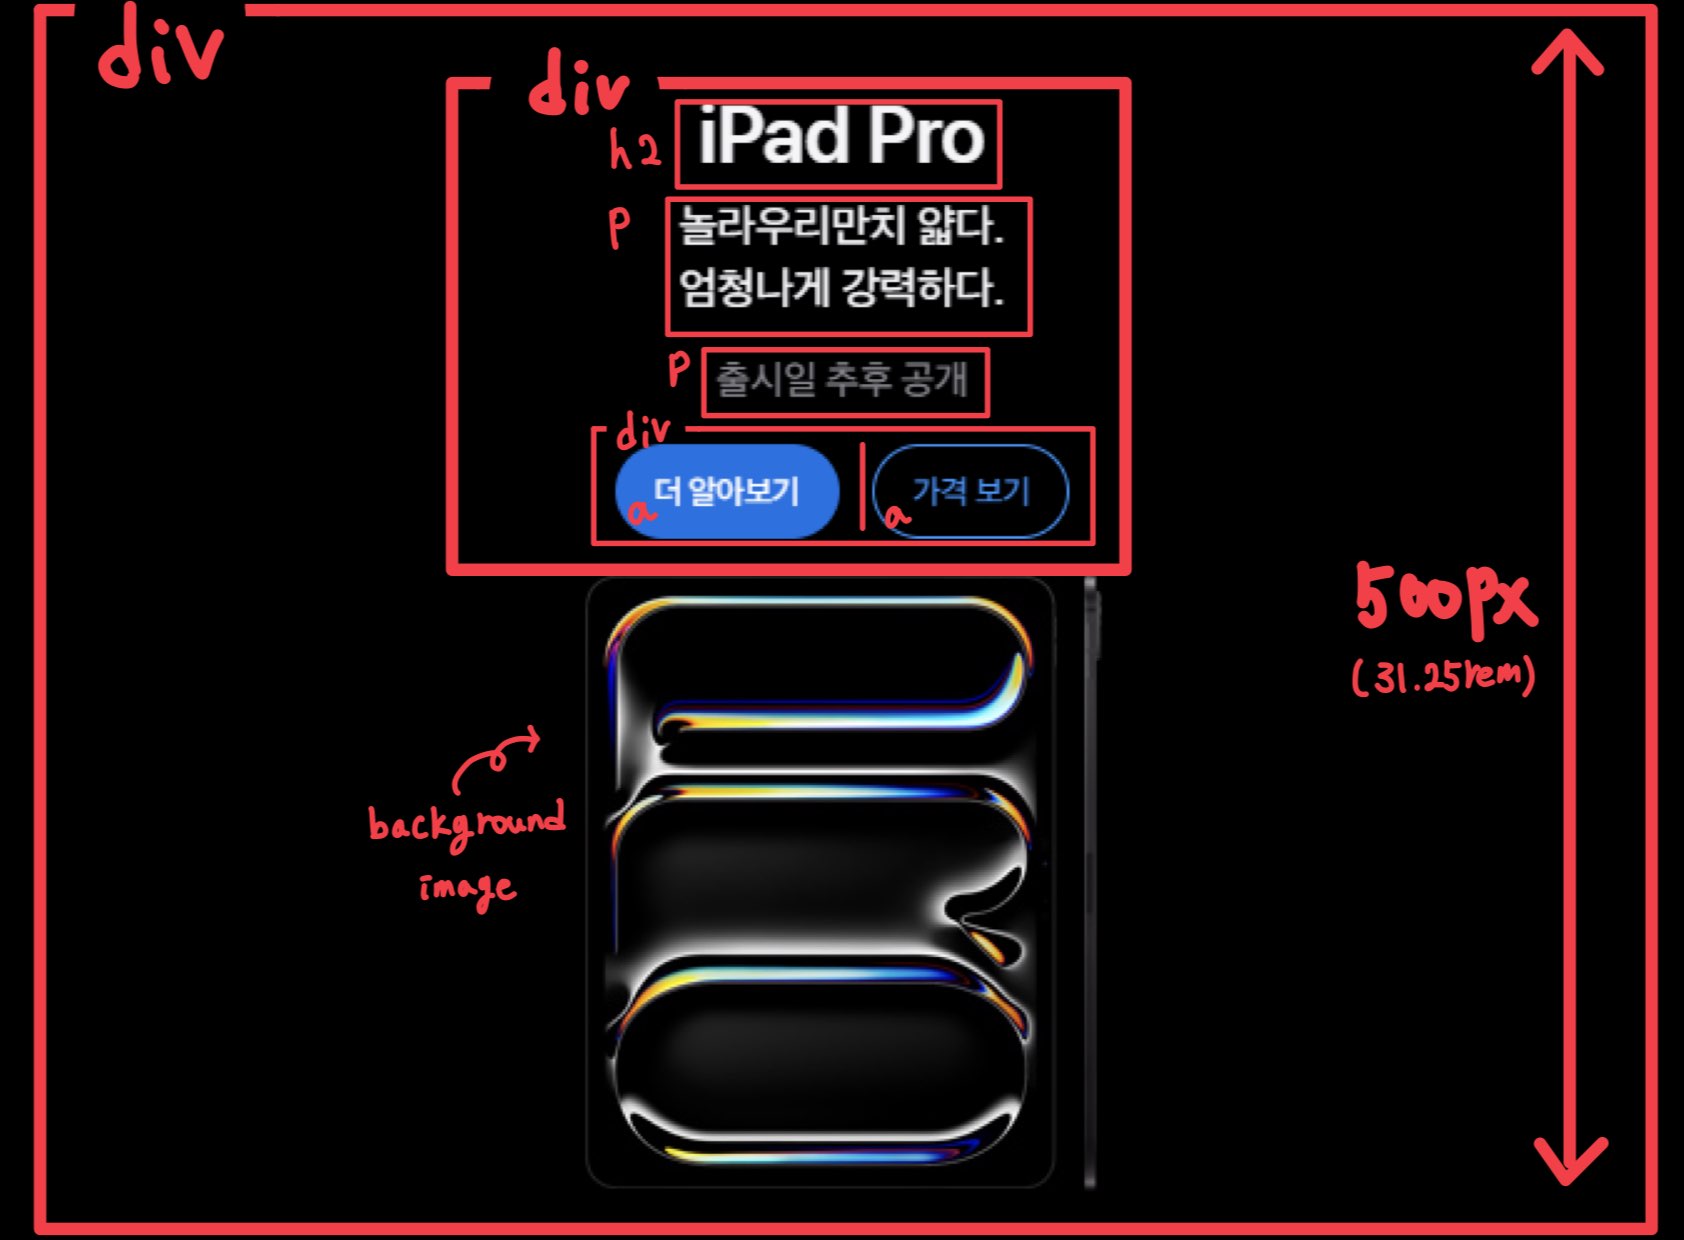 div
div
h2
iPad Pro
p
놀라우리만치 얇다.
엄청나게 강력하다.
p
출시일 추후 공개
div
더 알아보기
a
가격 보기
a
500px
(31.25rem)
background
image